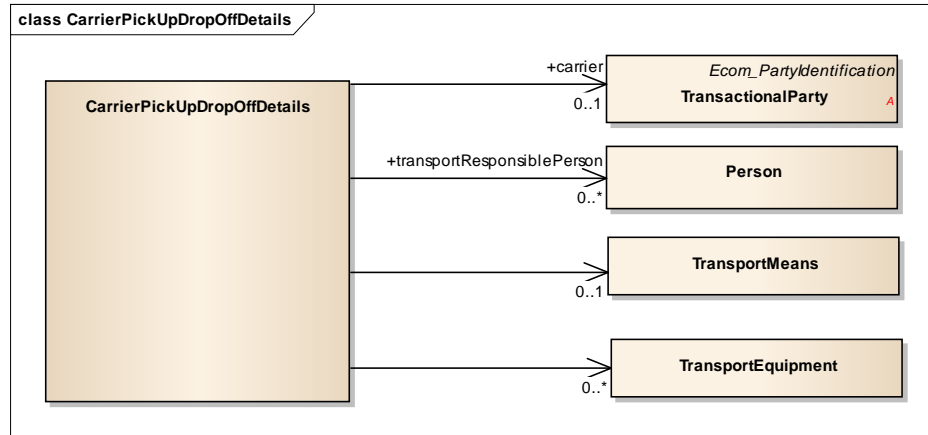 class CarrierPickUpDropOffDetails
CarrierPickUpDropOffDetails
+carrier
0..1
Ecom_PartyIdentification
TransactionalParty
A
+transportResponsiblePerson
0..*
Person
0..1
TransportMeans
0..*
TransportEquipment